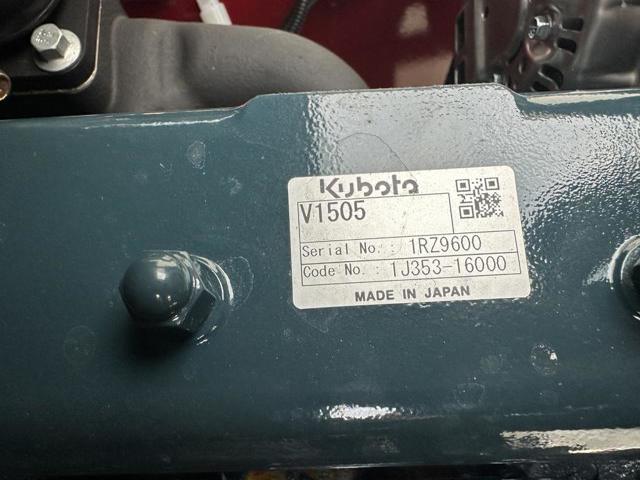 Kubota
V1505
Serial No. : 1RZ9600
Code No. : 1J353-16000
MADE IN JAPAN